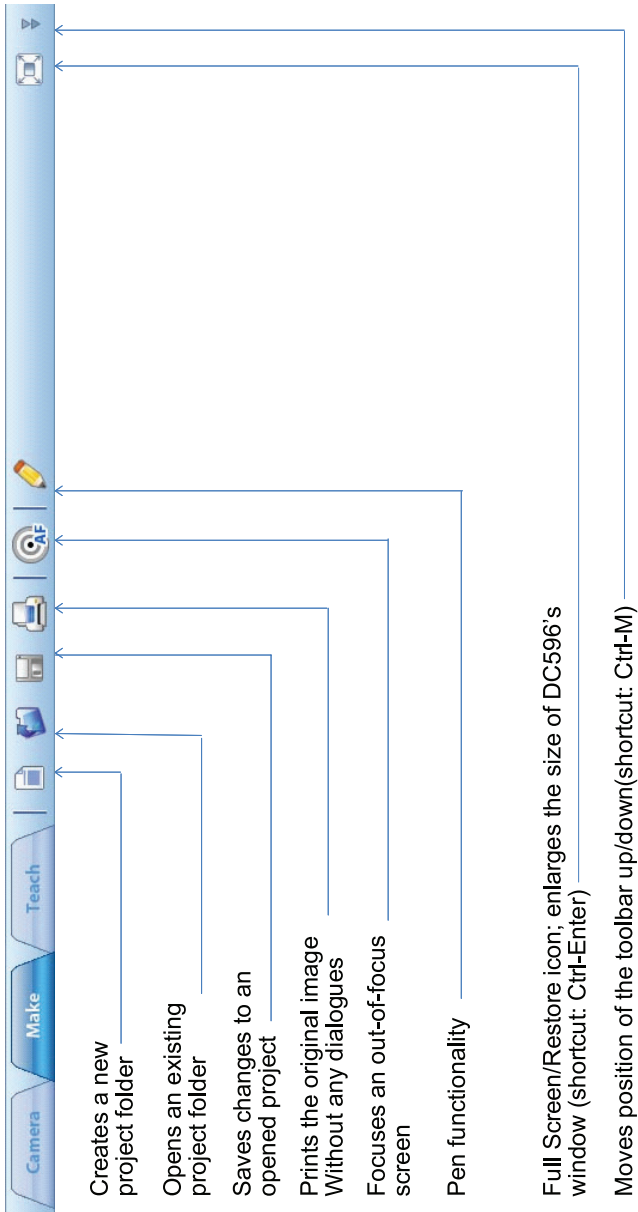 Camera
Make
Teach
AF
Creates a new
project folder
Opens an existing
project folder
Saves changes to an
opened project
Prints the original image
Without any dialogues
Focuses an out-of-focus
screen
Pen functionality
Full Screen/Restore icon; enlarges the size of DC596's
window (shortcut: Ctrl-Enter)
Moves position of the toolbar up/down(shortcut: Ctrl-M)